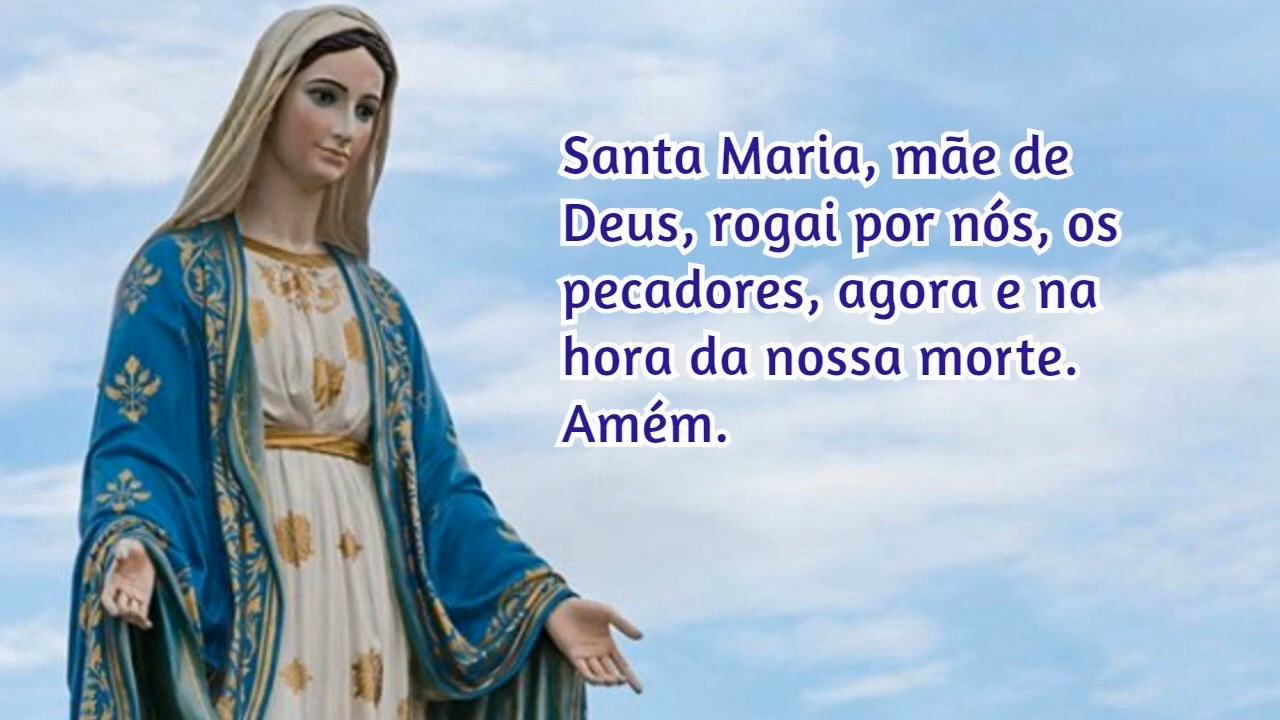 Santa Maria, mãe de
Deus, rogai por nós, os
pecadores, agora e na
hora da nossa morte.
Amém.